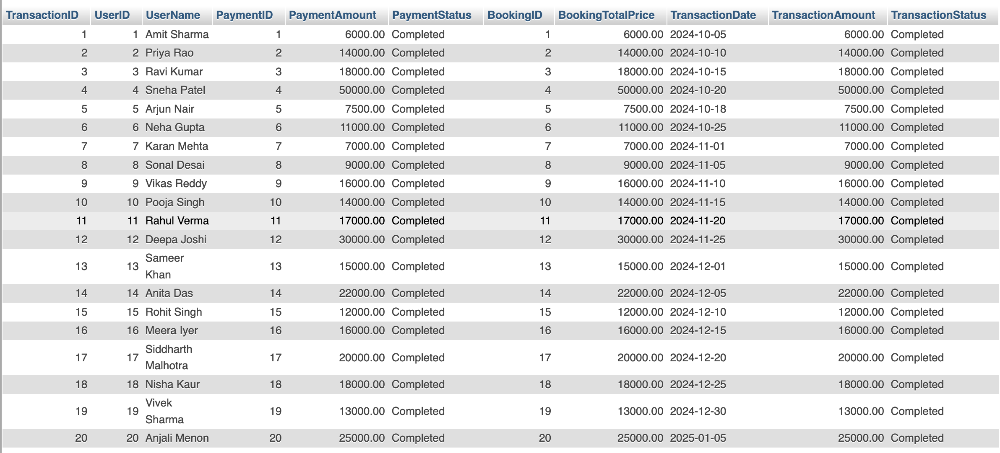 TransactionID UserID UserName PaymentID PaymentAmount PaymentStatus BookingID BookingTotalPrice TransactionDate TransactionAmount TransactionStatus
1 1 Amit Sharma 1 6000.00 Completed 1 6000.00 2024-10-05 6000.00 Completed
2 2 Priya Rao 2 14000.00 Completed 2 14000.00 2024-10-10 14000.00 Completed
3 3 Ravi Kumar 3 18000.00 Completed 3 18000.00 2024-10-15 18000.00 Completed
4 4 Sneha Patel 4 50000.00 Completed 4 50000.00 2024-10-20 50000.00 Completed
5 5 Arjun Nair 5 7500.00 Completed 5 7500.00 2024-10-18 7500.00 Completed
6 6 Neha Gupta 6 11000.00 Completed 6 11000.00 2024-10-25 11000.00 Completed
7 7 Karan Mehta 7 7000.00 Completed 7 7000.00 2024-11-01 7000.00 Completed
8 8 Sonal Desai 8 9000.00 Completed 8 9000.00 2024-11-05 9000.00 Completed
9 9 Vikas Reddy 9 16000.00 Completed 9 16000.00 2024-11-10 16000.00 Completed
10 10 Pooja Singh 10 14000.00 Completed 10 14000.00 2024-11-15 14000.00 Completed
11 11 Rahul Verma 11 17000.00 Completed 11 17000.00 2024-11-20 17000.00 Completed
12 12 Deepa Joshi 12 30000.00 Completed 12 30000.00 2024-11-25 30000.00 Completed
13 13 Sameer Khan 13 15000.00 Completed 13 15000.00 2024-12-01 15000.00 Completed
14 14 Anita Das 14 22000.00 Completed 14 22000.00 2024-12-05 22000.00 Completed
15 15 Rohit Singh 15 12000.00 Completed 15 12000.00 2024-12-10 12000.00 Completed
16 16 Meera Iyer 16 16000.00 Completed 16 16000.00 2024-12-15 16000.00 Completed
17 17 Siddharth Malhotra 17 20000.00 Completed 17 20000.00 2024-12-20 20000.00 Completed
18 18 Nisha Kaur 18 18000.00 Completed 18 18000.00 2024-12-25 18000.00 Completed
19 19 Vivek Sharma 19 13000.00 Completed 19 13000.00 2024-12-30 13000.00 Completed
20 20 Anjali Menon 20 25000.00 Completed 20 25000.00 2025-01-05 25000.00 Completed